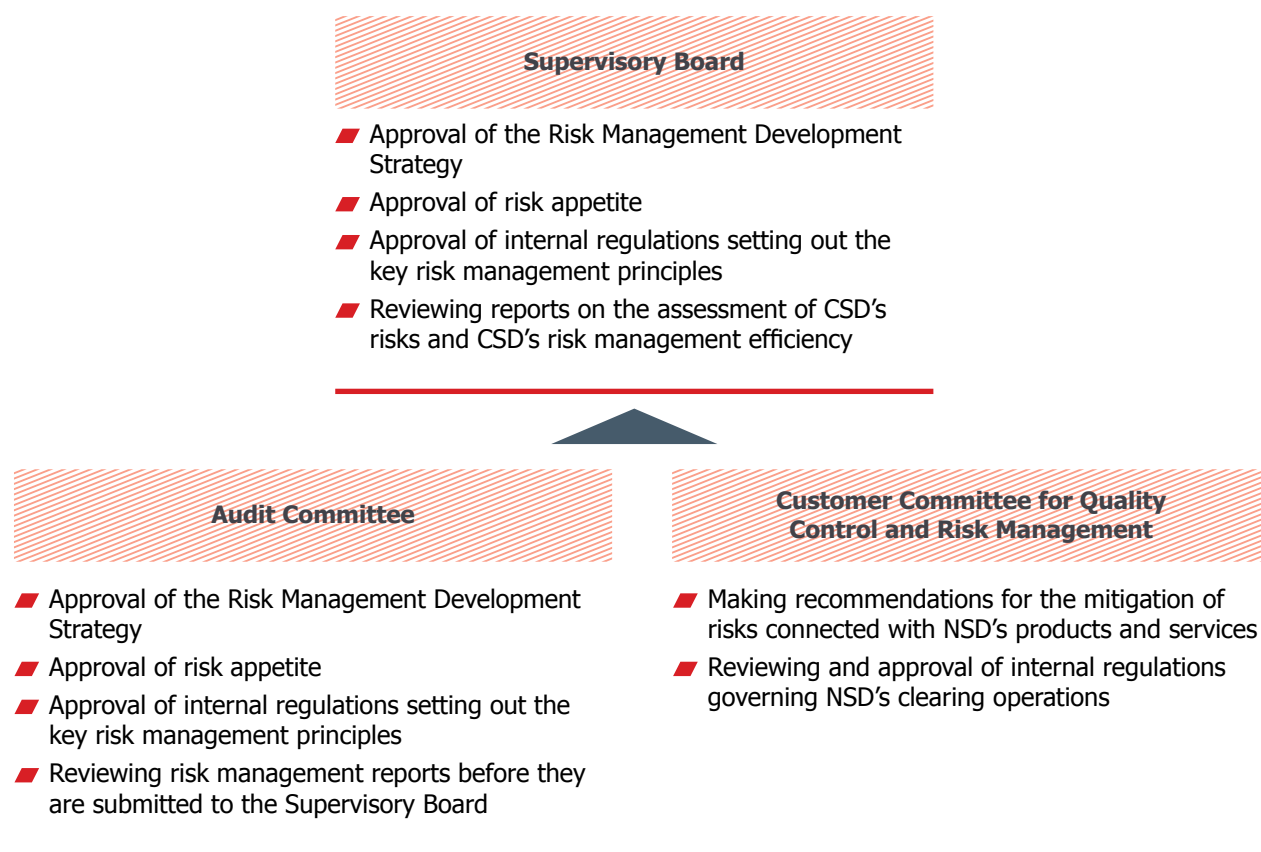 Supervisory Board
Approval of the Risk Management Development
Strategy
Approval of risk appetite
Approval of internal regulations setting out the
key risk management principles
Reviewing reports on the assessment of CSD’s
risks and CSD’s risk management efficiency
Audit Committee
Approval of the Risk Management Development
Strategy
Approval of risk appetite
Approval of internal regulations setting out the
key risk management principles
Reviewing risk management reports before they
are submitted to the Supervisory Board
Customer Committee for Quality
Control and Risk Management
Making recommendations for the mitigation of
risks connected with NSD’s products and services
Reviewing and approval of internal regulations
governing NSD’s clearing operations